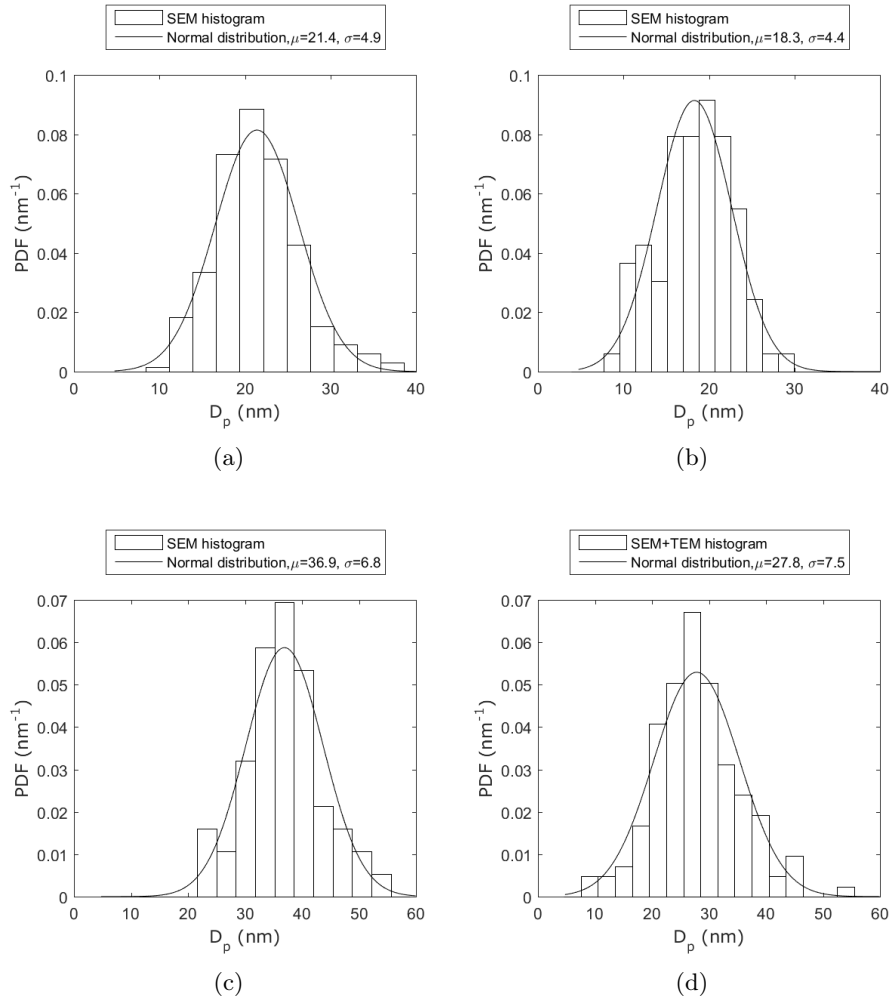 SEM histogram
Normal distribution,μ=21.4, σ=4.9
0.1
0.08
0.06
0.04
0.02
0
PDF (nm-1)
0 10 20 30 40
Dp (nm)
(a)
SEM histogram
Normal distribution,μ=18.3, σ=4.4
0.1
0.08
0.06
0.04
0.02
0
PDF (nm-1)
0 10 20 30 40
Dp (nm)
(b)
SEM histogram
Normal distribution,μ=36.9, σ=6.8
0.07
0.06
0.05
0.04
0.03
0.02
0.01
0
PDF (nm-1)
0 10 20 30 40 50 60
Dp (nm)
(c)
SEM+TEM histogram
Normal distribution,μ=27.8, σ=7.5
0.07
0.06
0.05
0.04
0.03
0.02
0.01
0
PDF (nm-1)
0 10 20 30 40 50 60
Dp (nm)
(d)